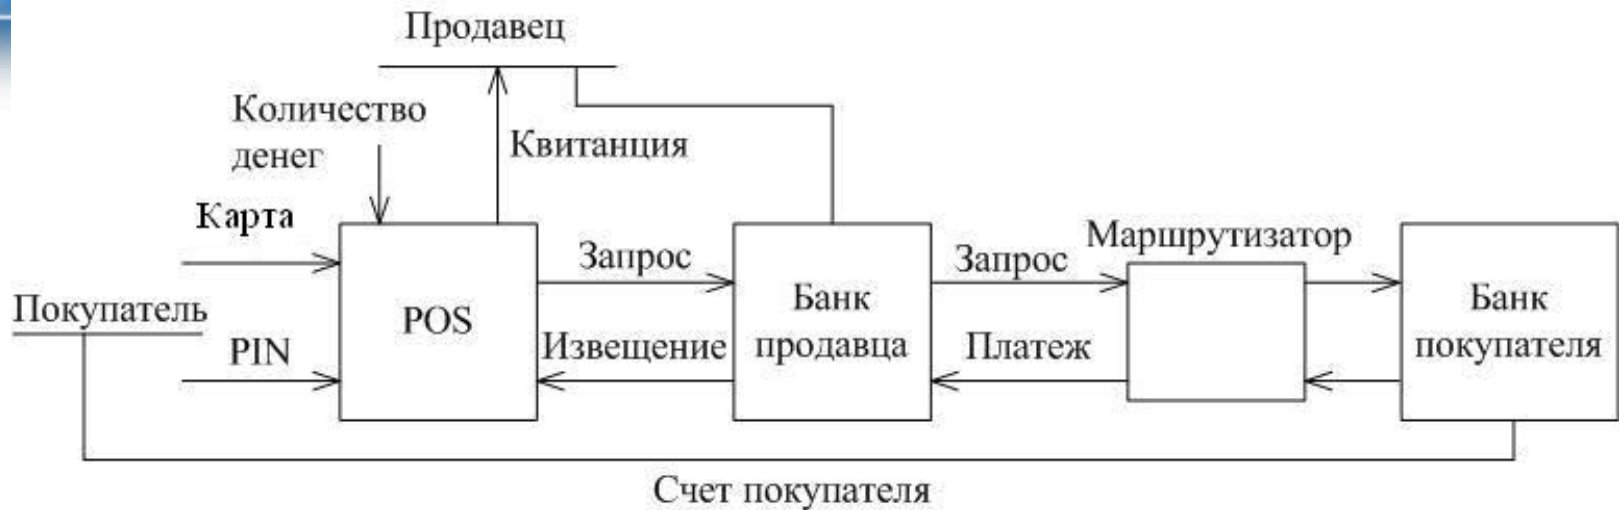 Продавец
Количество
денег
Квитанция
Карта
Запрос
Запрос
Маршрутизатор
Покупатель
PIN
POS
Извещение
Банк
продавца
Платеж
Банк
покупателя
Счет покупателя